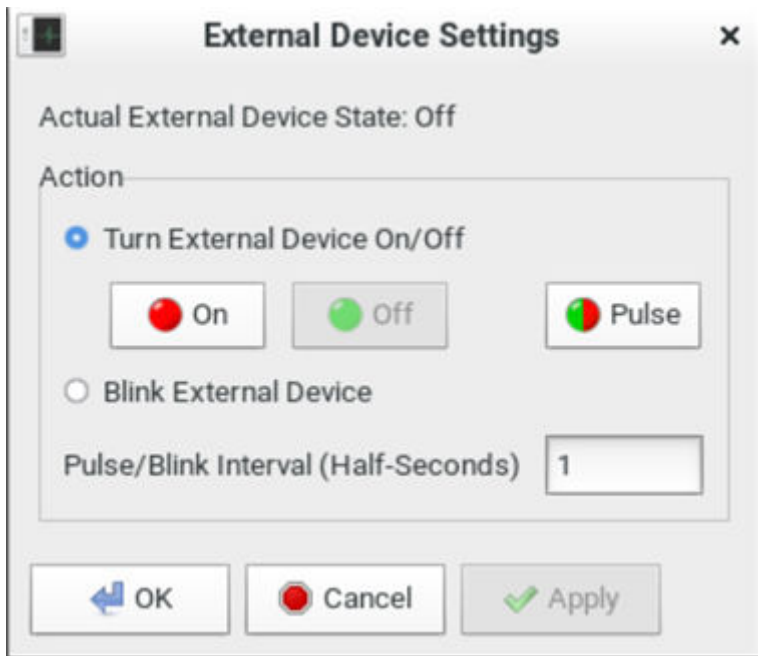 External Device Settings
Actual External Device State: Off
Action
Turn External Device On/Off
On Off Pulse
Blink External Device
Pulse/Blink Interval (Half-Seconds) 1
OK Cancel Apply